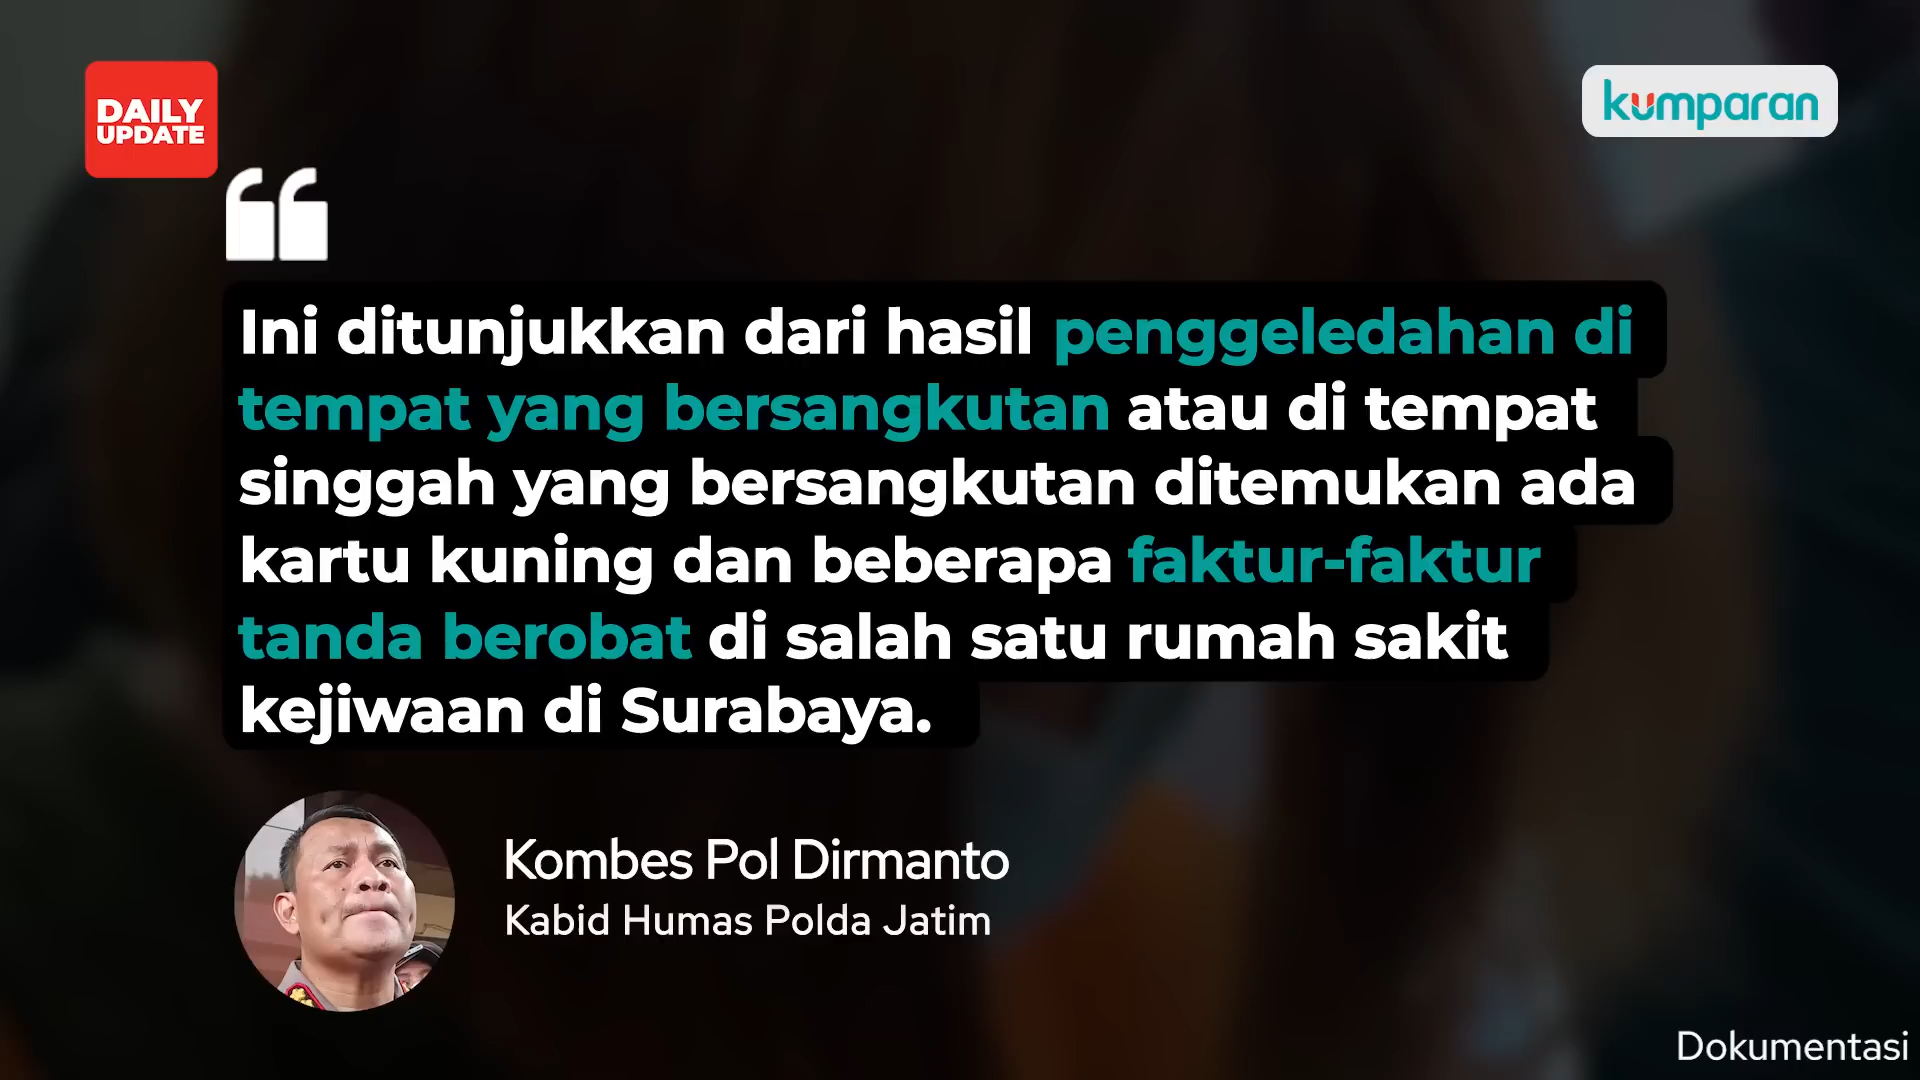 DAILY
UPDATE
kumparan
Ini ditunjukkan dari hasil penggeledahan di
tempat yang bersangkutan atau di tempat
singgah yang bersangkutan ditemukan ada
kartu kuning dan beberapa faktur-faktur
tanda berobat di salah satu rumah sakit
kejiwaan di Surabaya.
Kombes Pol Dirmanto
Kabid Humas Polda Jatim
Dokumentasi